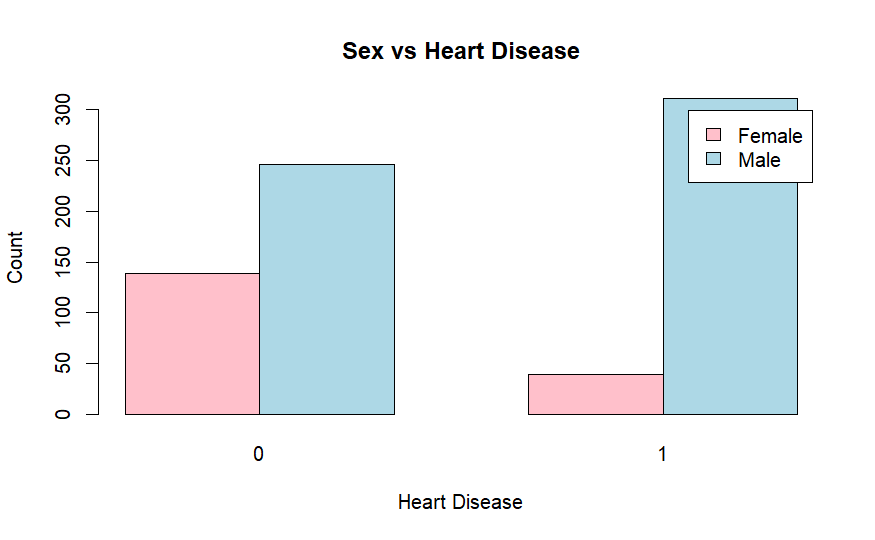 Sex vs Heart Disease
300
250
200
150
100
50
0
Count
Female
Male
0 1
Heart Disease